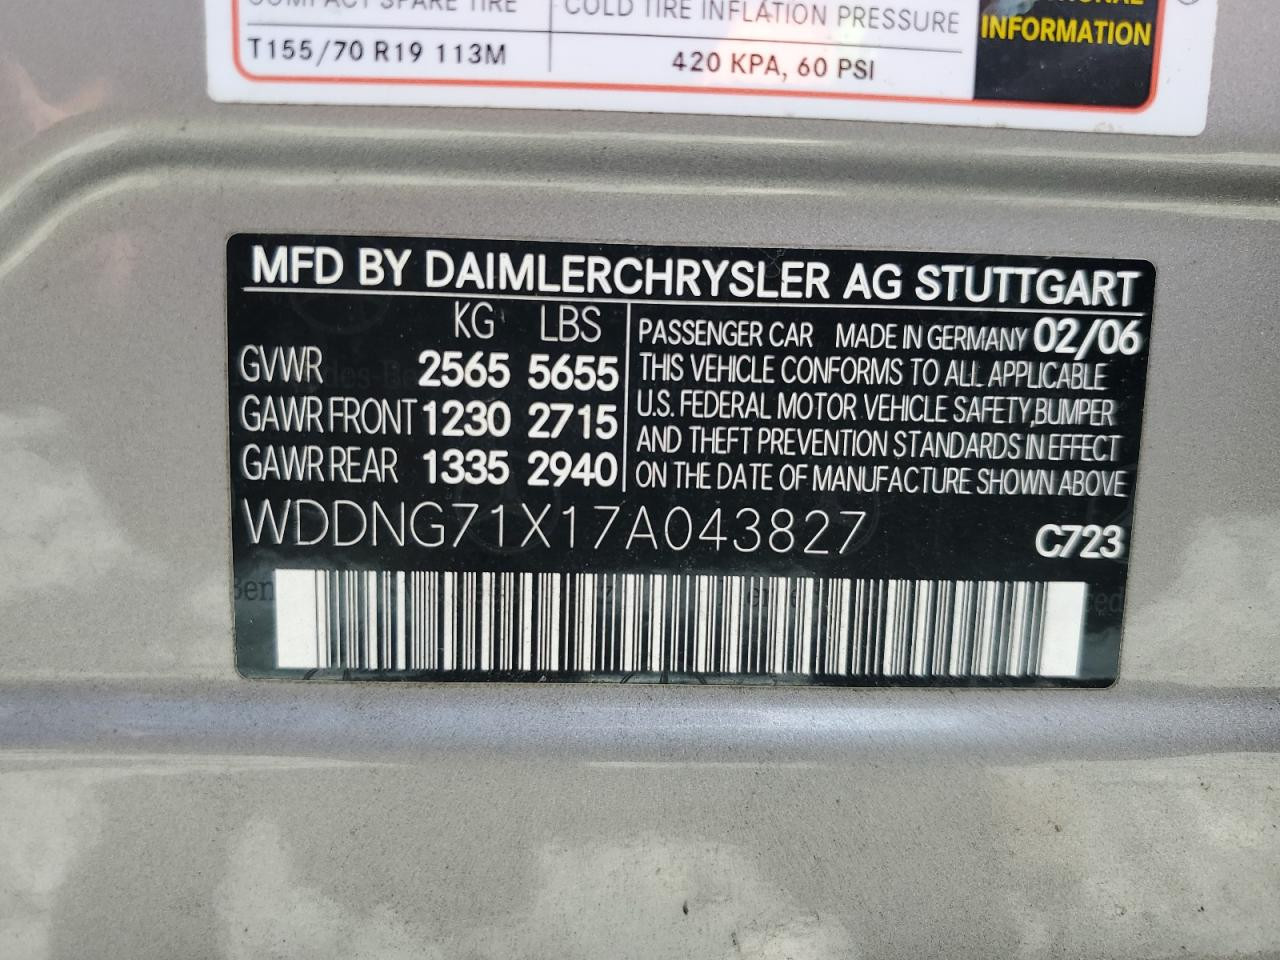 COMPACT SPARE TIRE
COLD TIRE INFLATION PRESSURE
T155/70 R19 113M
420 KPA, 60 PSI
INFORMATION
MFD BY DAIMLERCHRYSLER AG STUTTGART
KG LBS
GVWR 2565 5655
GAWR FRONT 1230 2715
GAWR REAR 1335 2940
PASSENGER CAR MADE IN GERMANY 02/06
THIS VEHICLE CONFORMS TO ALL APPLICABLE
U.S. FEDERAL MOTOR VEHICLE SAFETY,BUMPER
AND THEFT PREVENTION STANDARDS IN EFFECT
ON THE DATE OF MANUFACTURE SHOWN ABOVE
WDDNG71X17A043827
C723